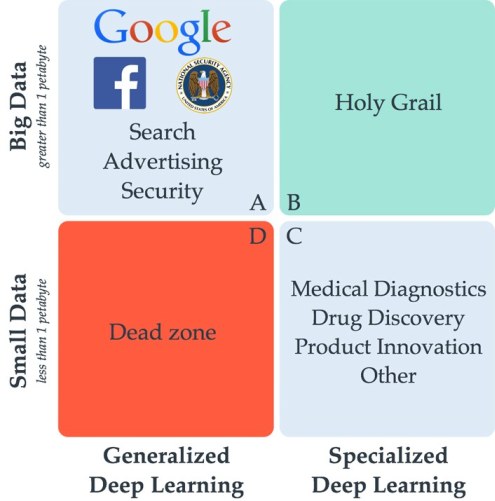 Big Data
greater than 1 petabyte
Google
f
NATIONAL SECURITY AGENCY
UNITED STATES OF AMERICA
Search
Advertising
Security
A
Holy Grail
B
Small Data
less than 1 petabyte
D
Dead zone
C
Medical Diagnostics
Drug Discovery
Product Innovation
Other
Generalized
Deep Learning
Specialized
Deep Learning